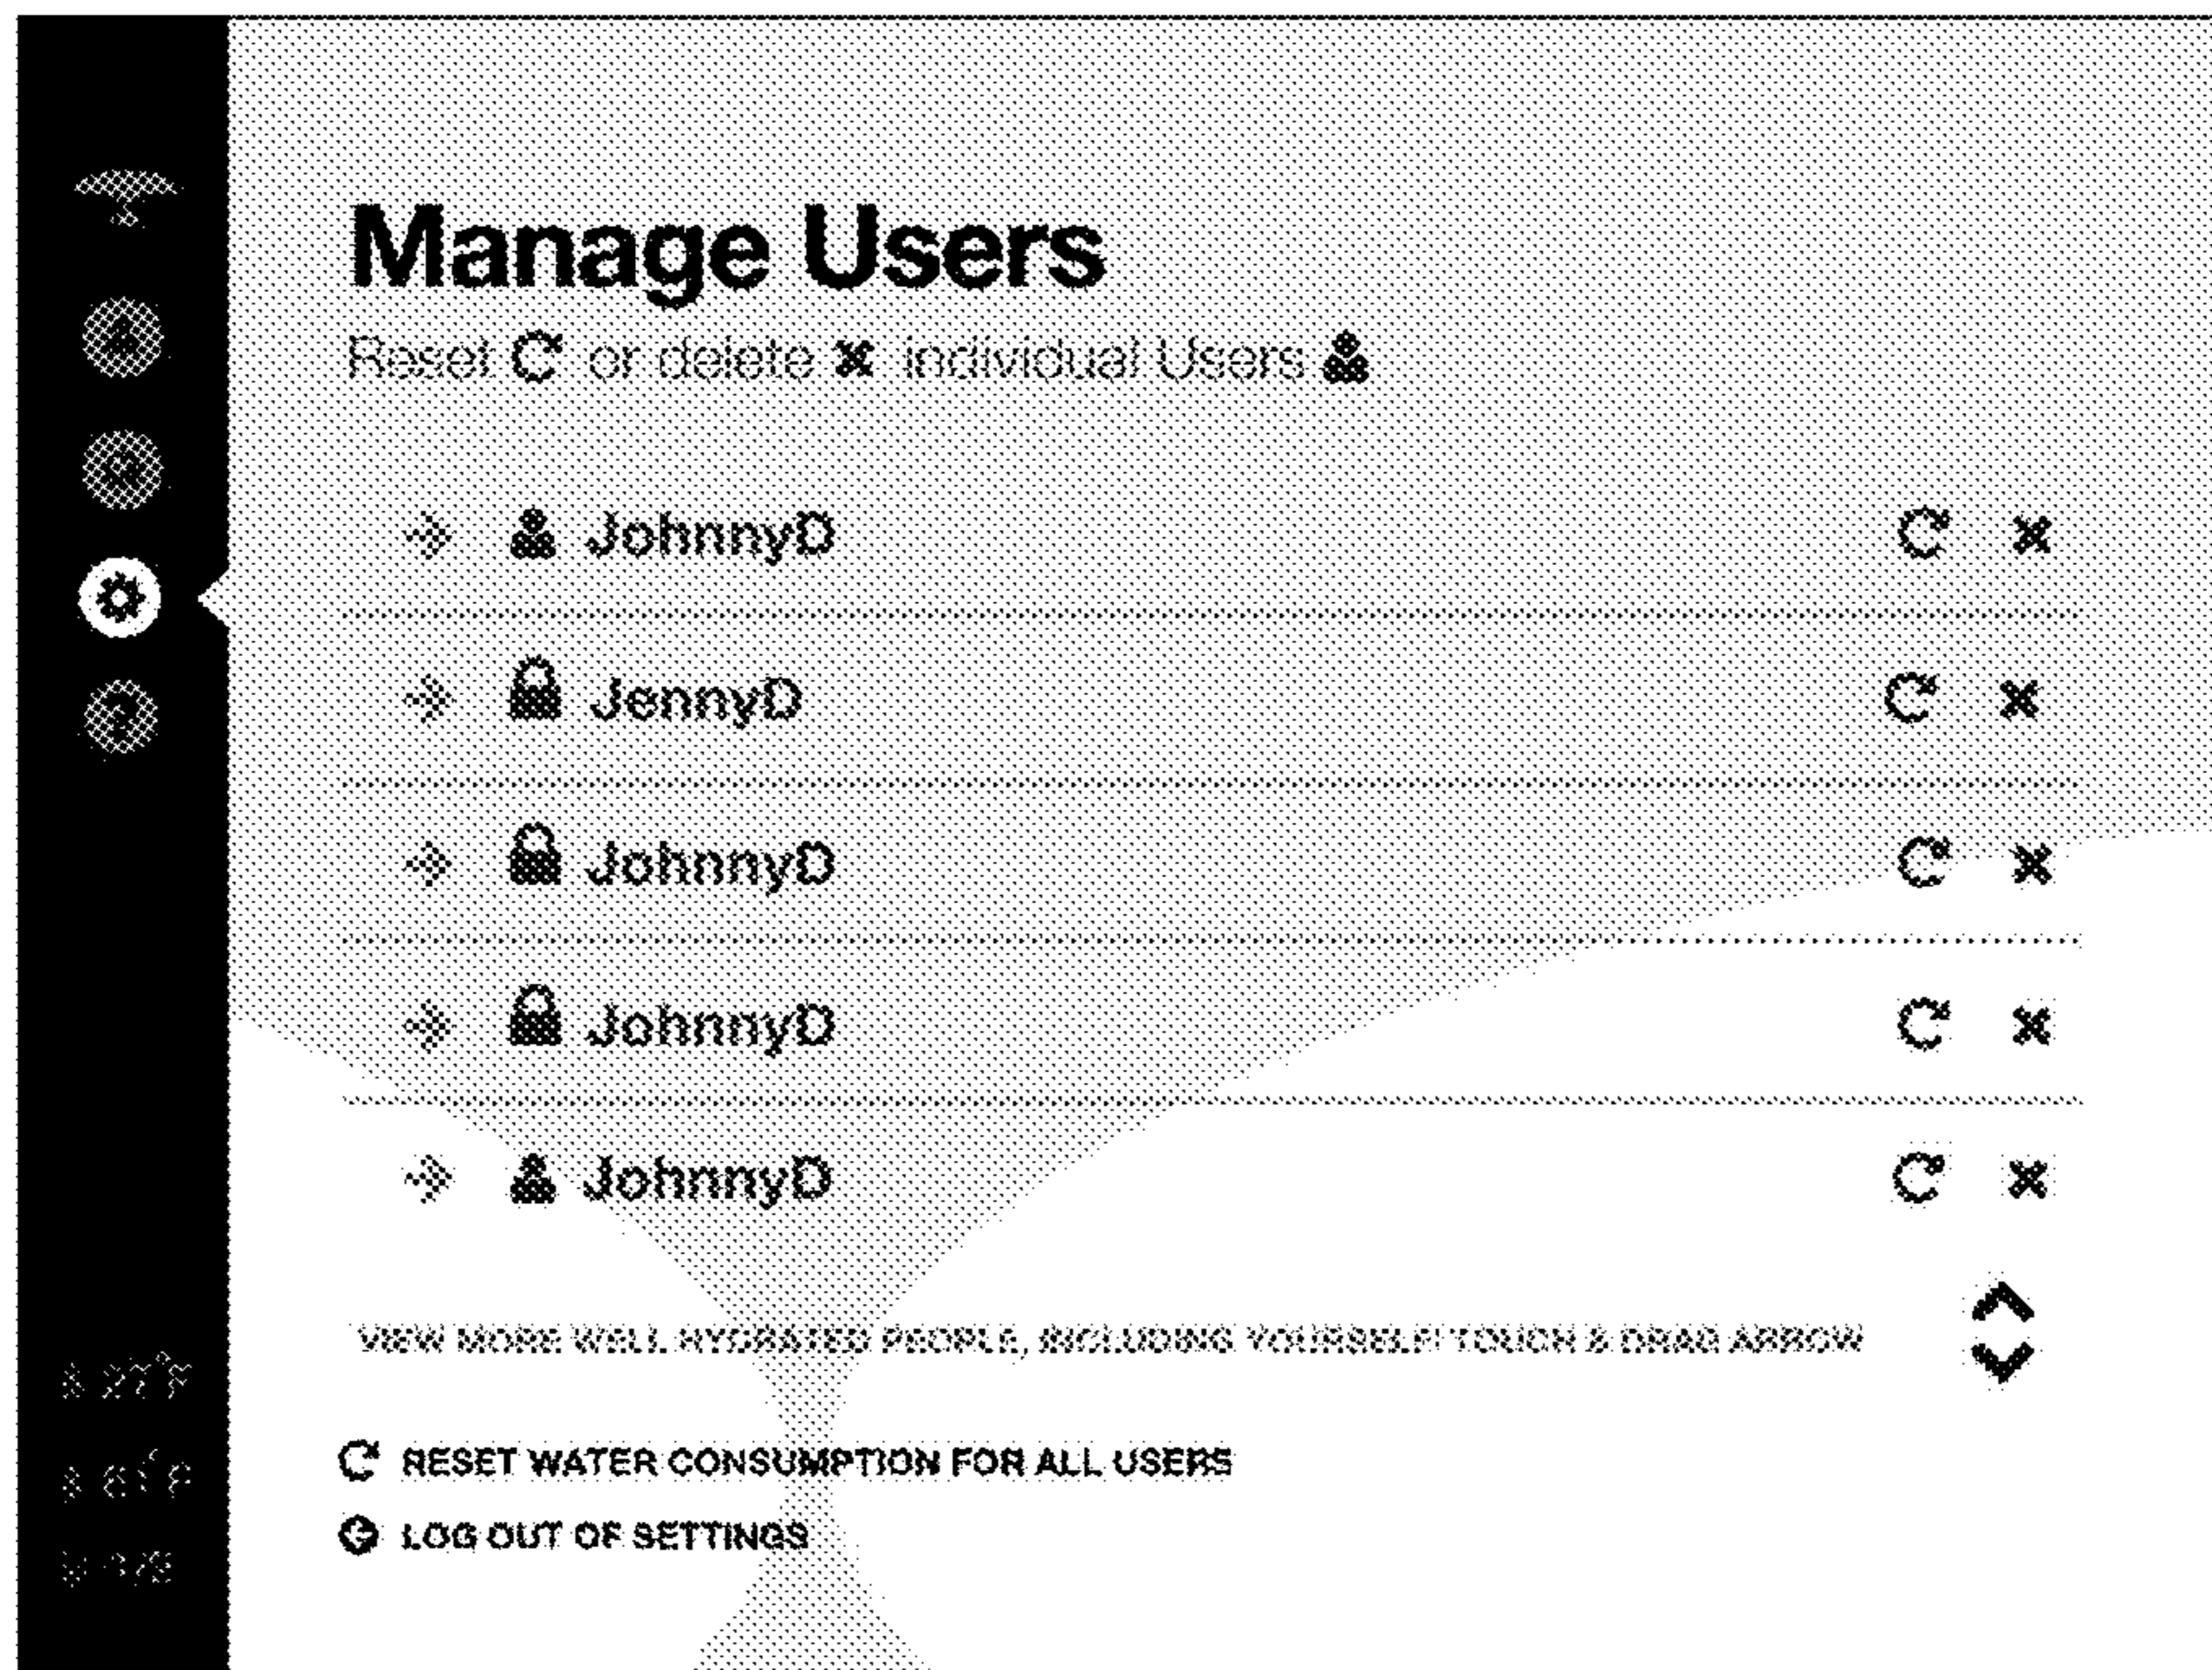 Manage Users
Reset or delete individual Users
JohnnyD
JennyD
JohnnyD
JohnnyD
JohnnyD
VIEW MORE WELL HYDRATED PEOPLE, INCLUDING YOURSELF! TOUCH & DRAG ARROW
RESET WATER CONSUMPTION FOR ALL USERS
LOG OUT OF SETTINGS